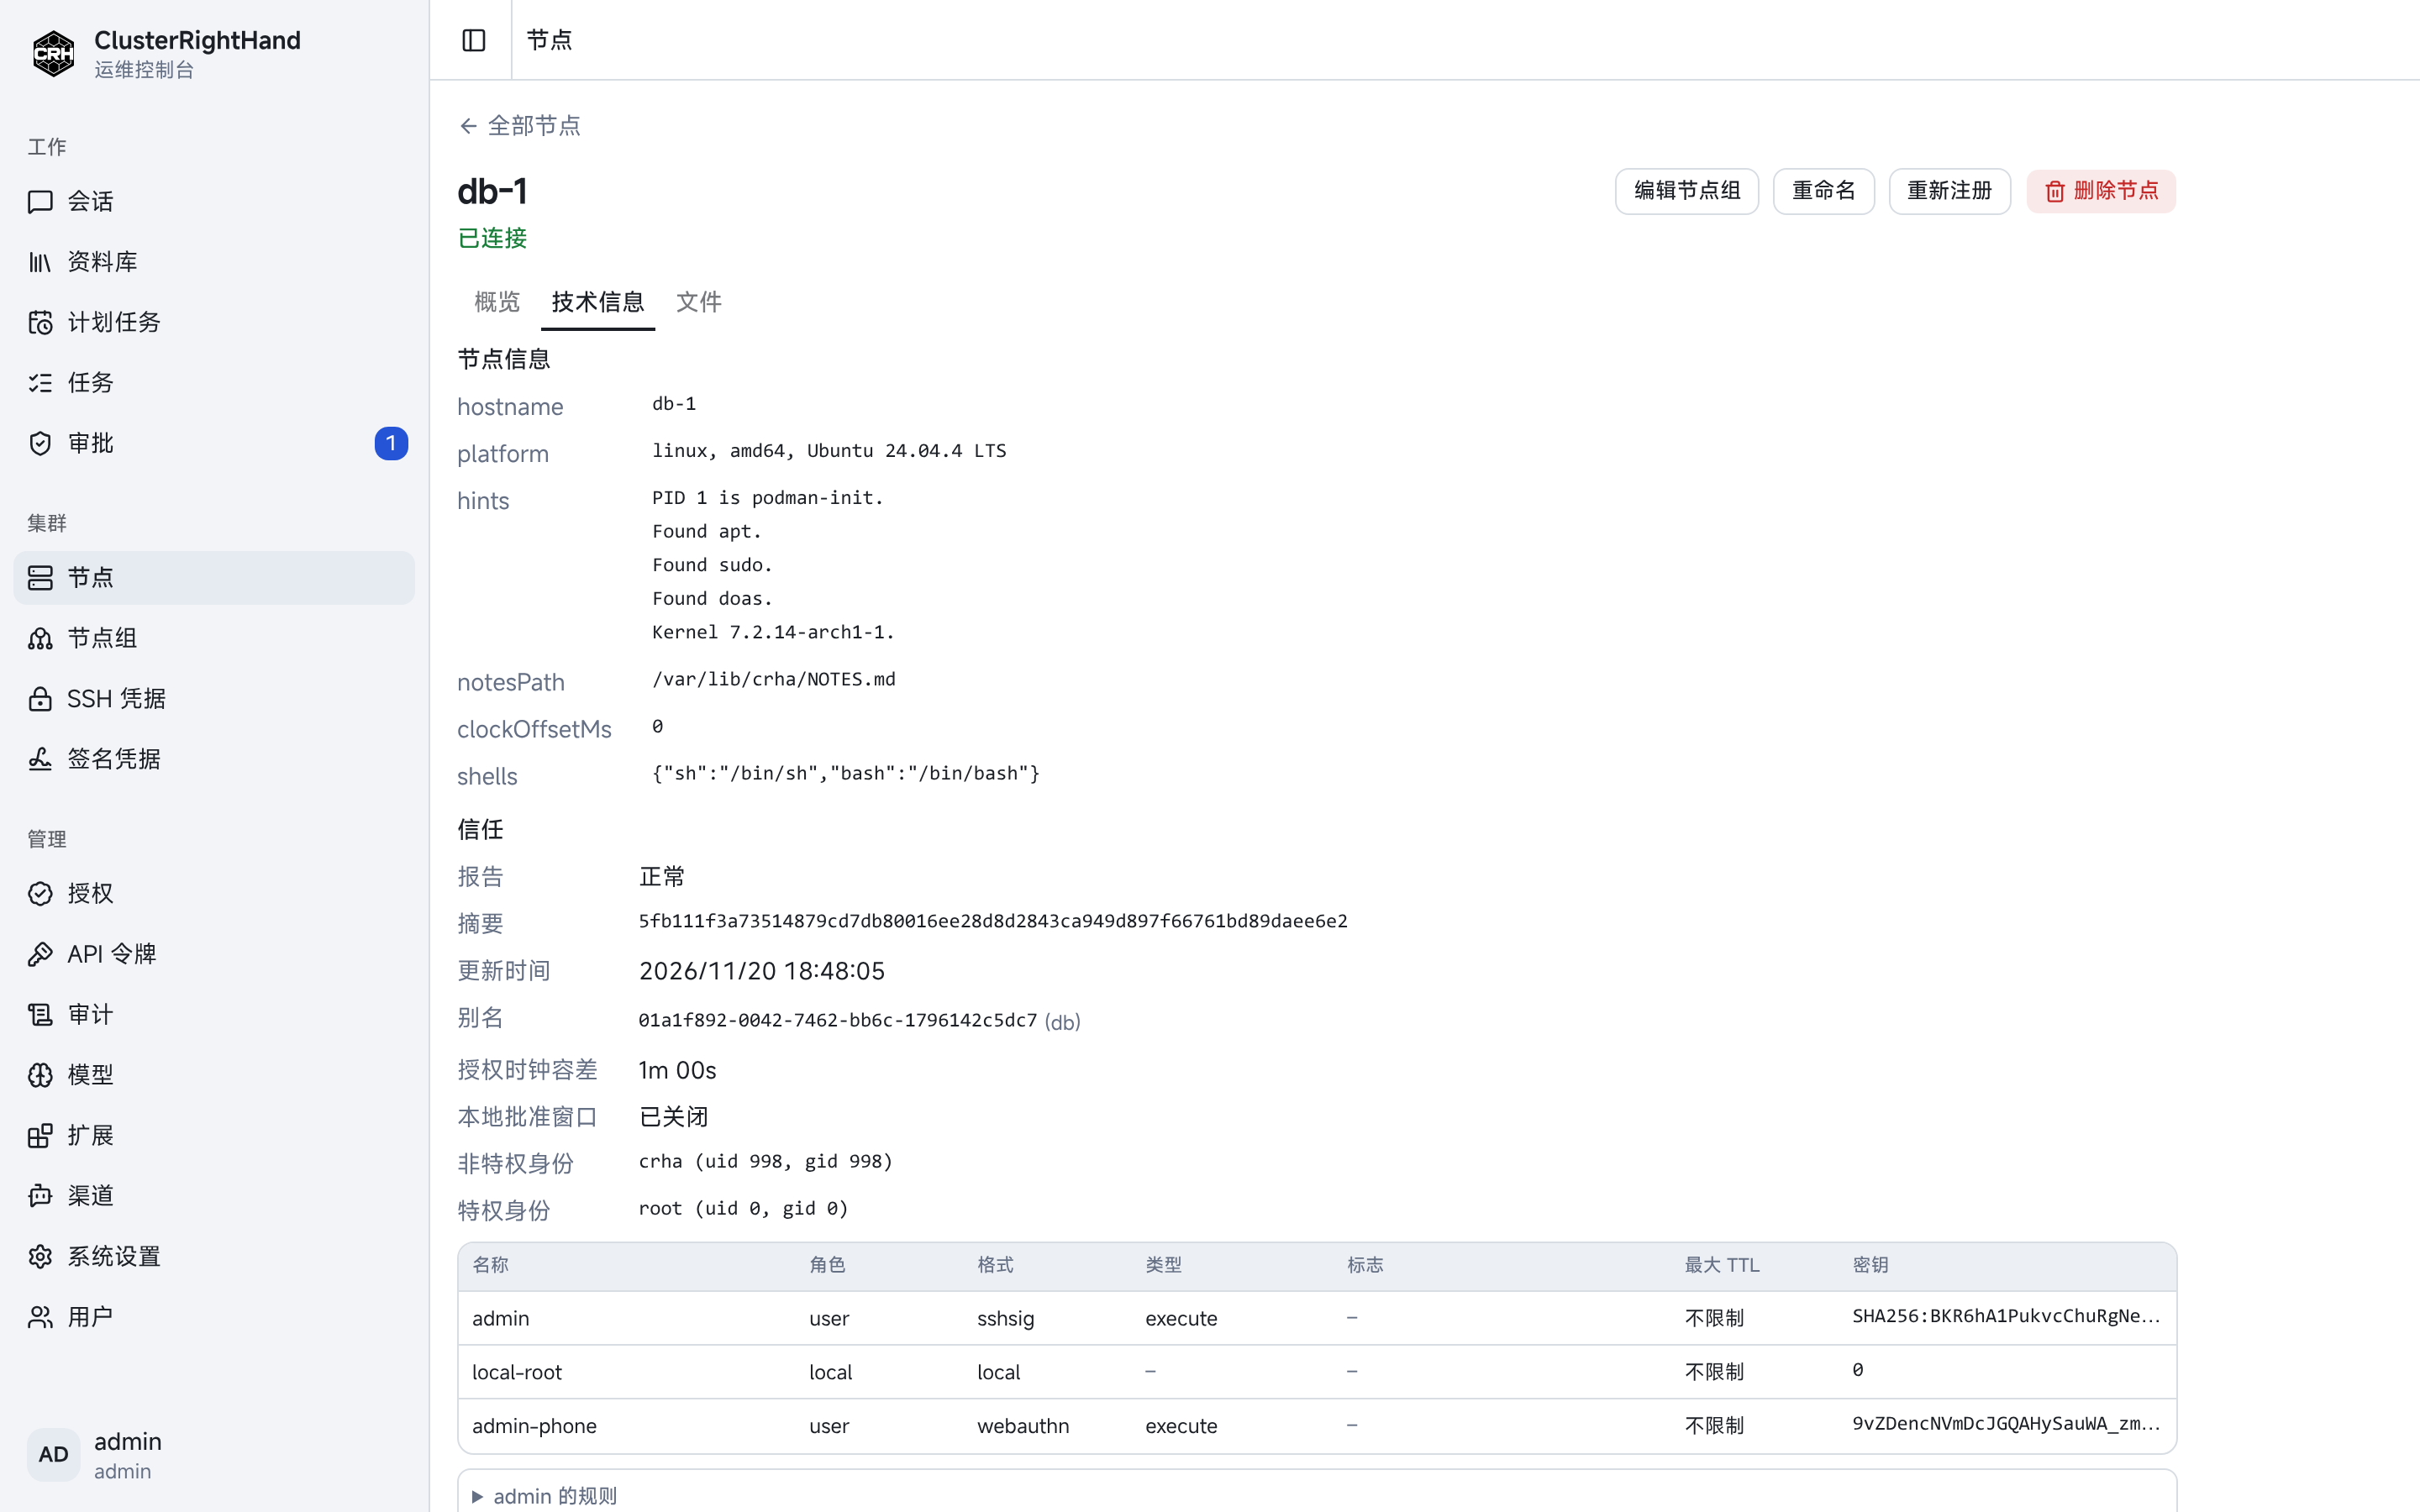 CRH
ClusterRightHand
运维控制台
工作
会话
资料库
计划任务
任务
审批 1
集群
节点
节点组
SSH 凭据
签名凭据
管理
授权
API 令牌
审计
模型
扩展
渠道
系统设置
用户
AD
admin
admin
节点
← 全部节点
db-1
编辑节点组 重命名 重新注册 删除节点
已连接
概览 技术信息 文件
节点信息
hostname db-1
platform linux, amd64, Ubuntu 24.04.4 LTS
hints PID 1 is podman-init.
Found apt.
Found sudo.
Found doas.
Kernel 7.2.14-arch1-1.
notesPath /var/lib/crha/NOTES.md
clockOffsetMs 0
shells {"sh":"/bin/sh","bash":"/bin/bash"}
信任
报告 正常
摘要 5fb111f3a73514879cd7db80016ee28d8d2843ca949d897f66761bd89daee6e2
更新时间 2026/11/20 18:48:05
别名 01a1f892-0042-7462-bb6c-1796142c5dc7 (db)
授权时钟容差 1m 00s
本地批准窗口 已关闭
非特权身份 crha (uid 998, gid 998)
特权身份 root (uid 0, gid 0)
名称 角色 格式 类型 标志 最大 TTL 密钥
admin user sshsig execute – 不限制 SHA256:BKR6hA1PukvcChuRgNe...
local-root local local – – 不限制 0
admin-phone user webauthn execute – 不限制 9vZDencNVmDcJGQAHySauWA_zm...
▶ admin 的规则